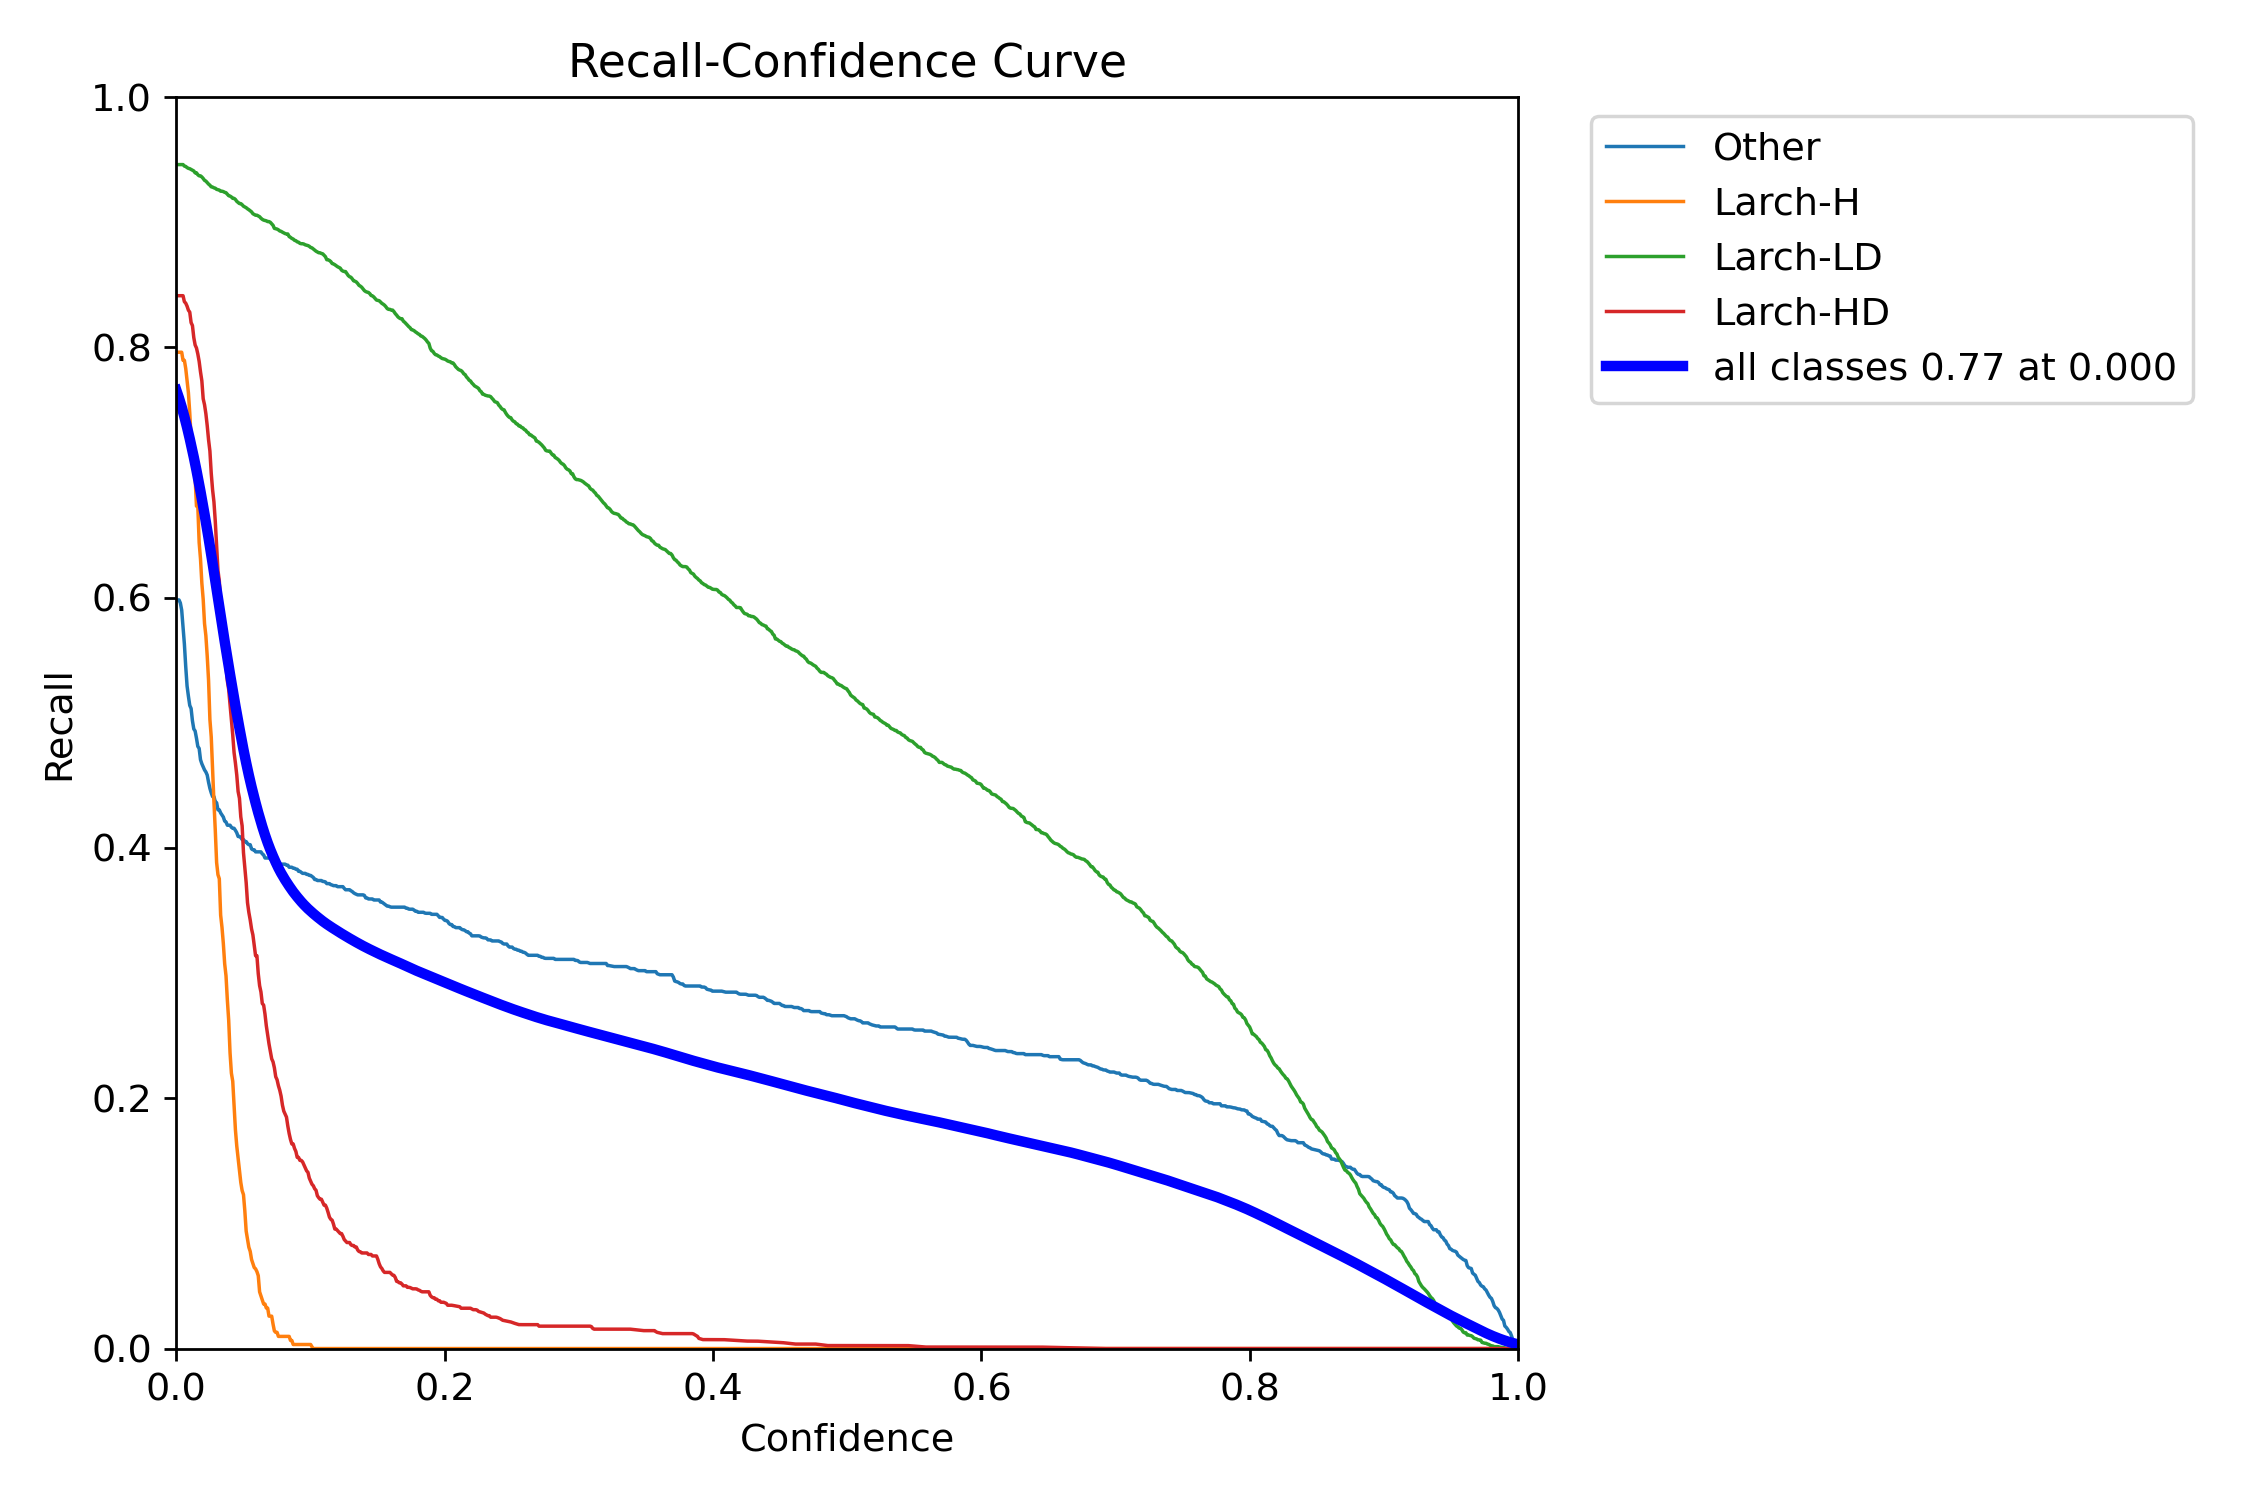 Recall-Confidence Curve
1.0
0.8
0.6
0.4
0.2
0.0
Recall
0.0 0.2 0.4 0.6 0.8 1.0
Confidence
Other
Larch-H
Larch-LD
Larch-HD
all classes 0.77 at 0.000